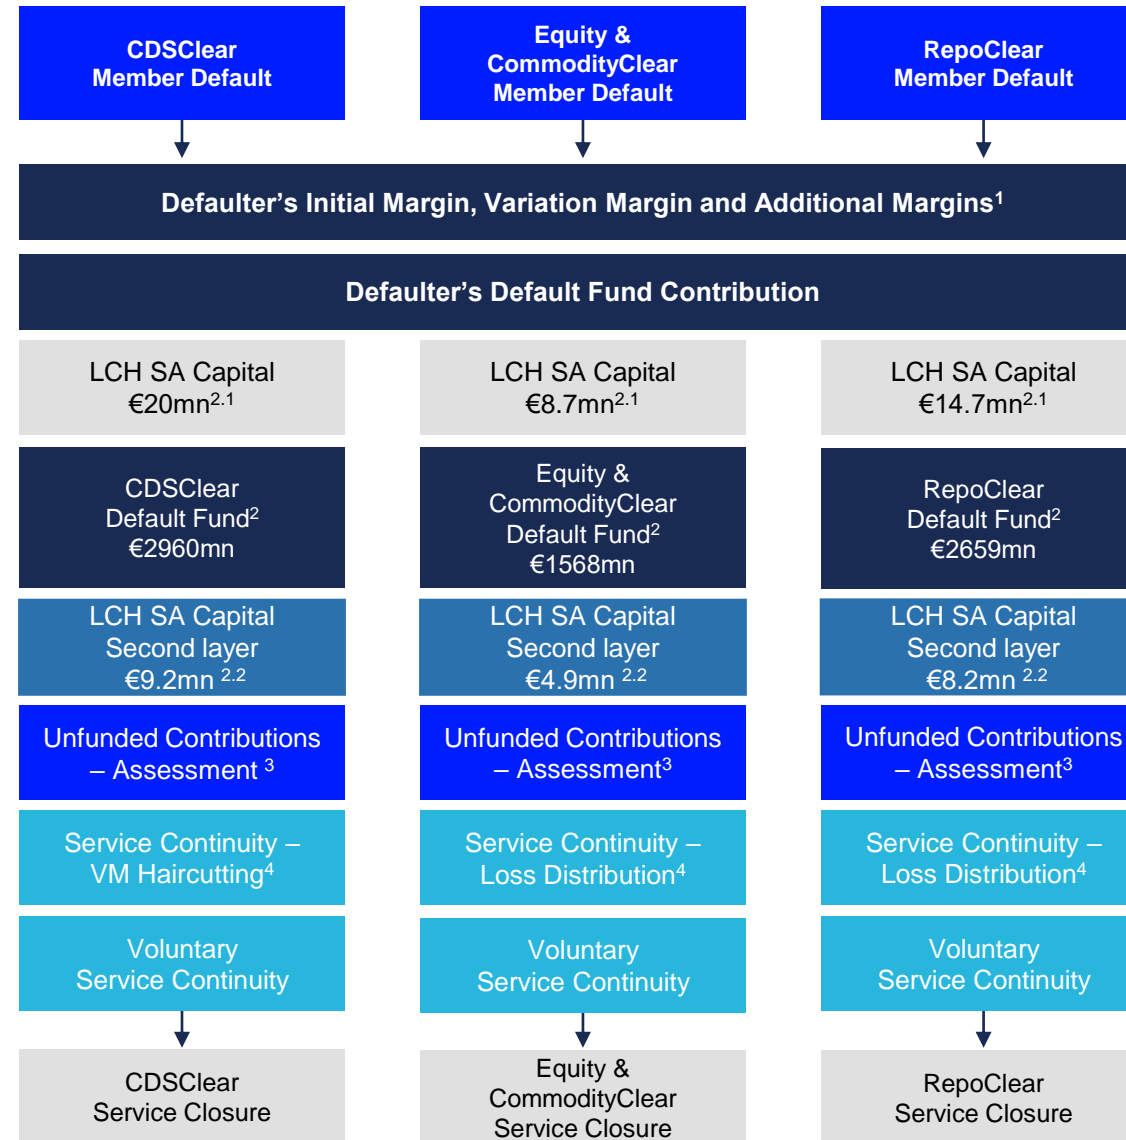 CDSClear
Member Default
Equity &
CommodityClear
Member Default
RepoClear
Member Default
Defaulter’s Initial Margin, Variation Margin and Additional Margins1
Defaulter’s Default Fund Contribution
LCH SA Capital
€20mn2.1
LCH SA Capital
€8.7mn2.1
LCH SA Capital
€14.7mn2.1
CDSClear
Default Fund2
€2960mn
Equity &
CommodityClear
Default Fund2
€1568mn
RepoClear
Default Fund2
€2659mn
LCH SA Capital
Second layer
€9.2mn 2.2
LCH SA Capital
Second layer
€4.9mn 2.2
LCH SA Capital
Second layer
€8.2mn 2.2
Unfunded Contributions
– Assessment 3
Unfunded Contributions
– Assessment3
Unfunded Contributions
– Assessment3
Service Continuity –
VM Haircutting4
Service Continuity –
Loss Distribution4
Service Continuity –
Loss Distribution4
Voluntary
Service Continuity
Voluntary
Service Continuity
Voluntary
Service Continuity
CDSClear
Service Closure
Equity &
CommodityClear
Service Closure
RepoClear
Service Closure